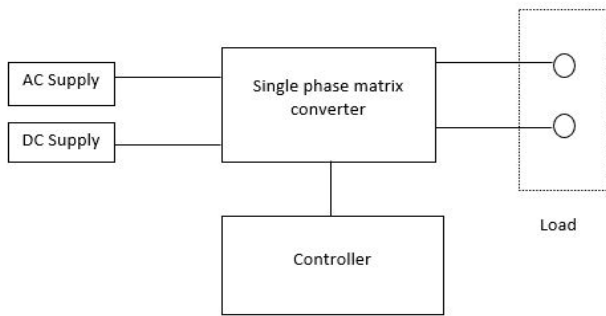 AC Supply
DC Supply
Single phase matrix
converter
Load
Controller